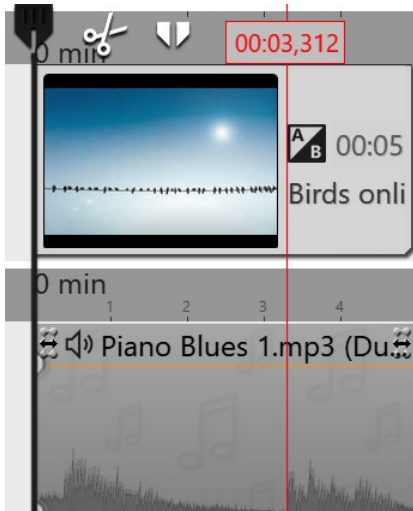 0 min
00:03,312
A
B
00:05
Birds onli
0 min
1 2 3 4
Piano Blues 1.mp3 (Du...